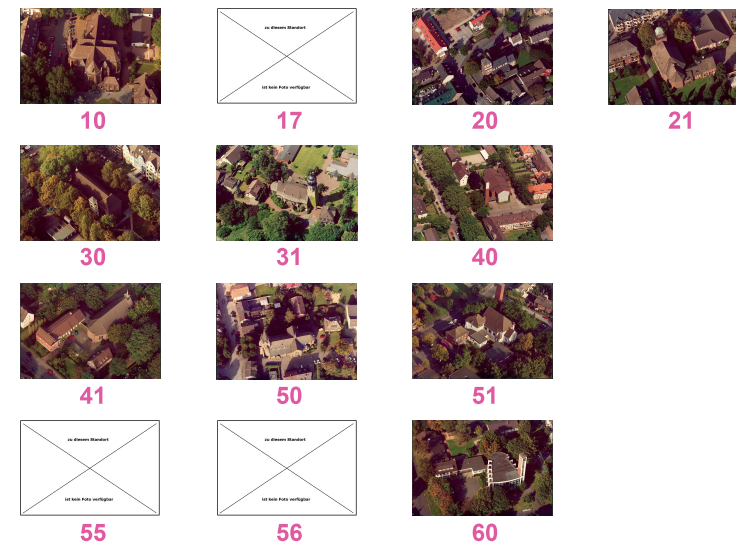 zu diesem Standort
ist kein Foto verfügbar
10 17 20 21
30 31 40
41 50 51
zu diesem Standort zu diesem Standort
ist kein Foto verfügbar ist kein Foto verfügbar
55 56 60